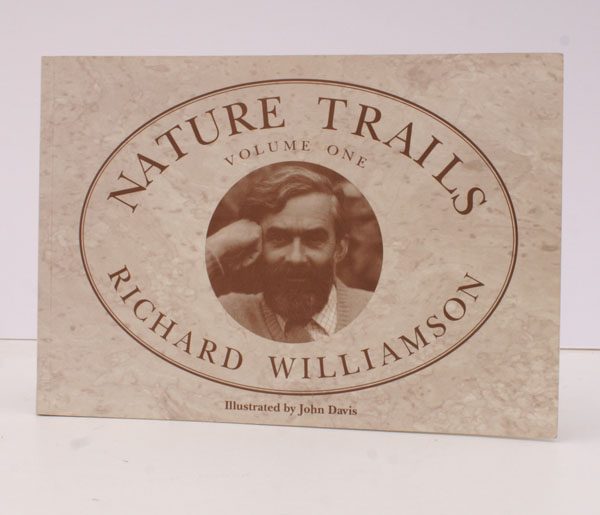 NATURE TRAILS
VOLUME ONE
RICHARD WILLIAMSON
Illustrated by John Davis